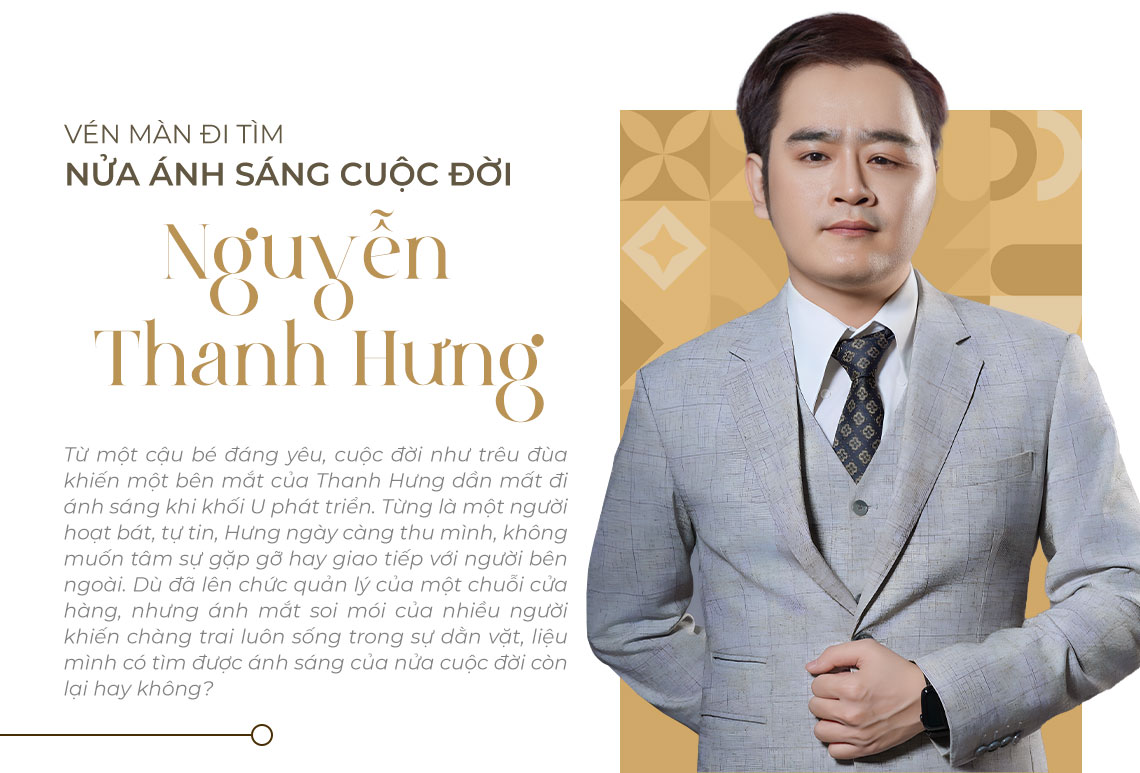 VÉN MÀN ĐI TÌM
NỬA ÁNH SÁNG CUỘC ĐỜI
Nguyễn
Thanh Hưng
Từ một cậu bé đáng yêu, cuộc đời như trêu đùa
khiến một bên mắt của Thanh Hưng dần mất đi
ánh sáng khi khối U phát triển. Từng là một người
hoạt bát, tự tin, Hưng ngày càng thu mình, không
muốn tâm sự gặp gỡ hay giao tiếp với người bên
ngoài. Dù đã lên chức quản lý của một chuỗi cửa
hàng, nhưng ánh mắt soi mói của nhiều người
khiến chàng trai luôn sống trong sự dằn vặt, liệu
mình có tìm được ánh sáng của nửa cuộc đời còn
lại hay không?